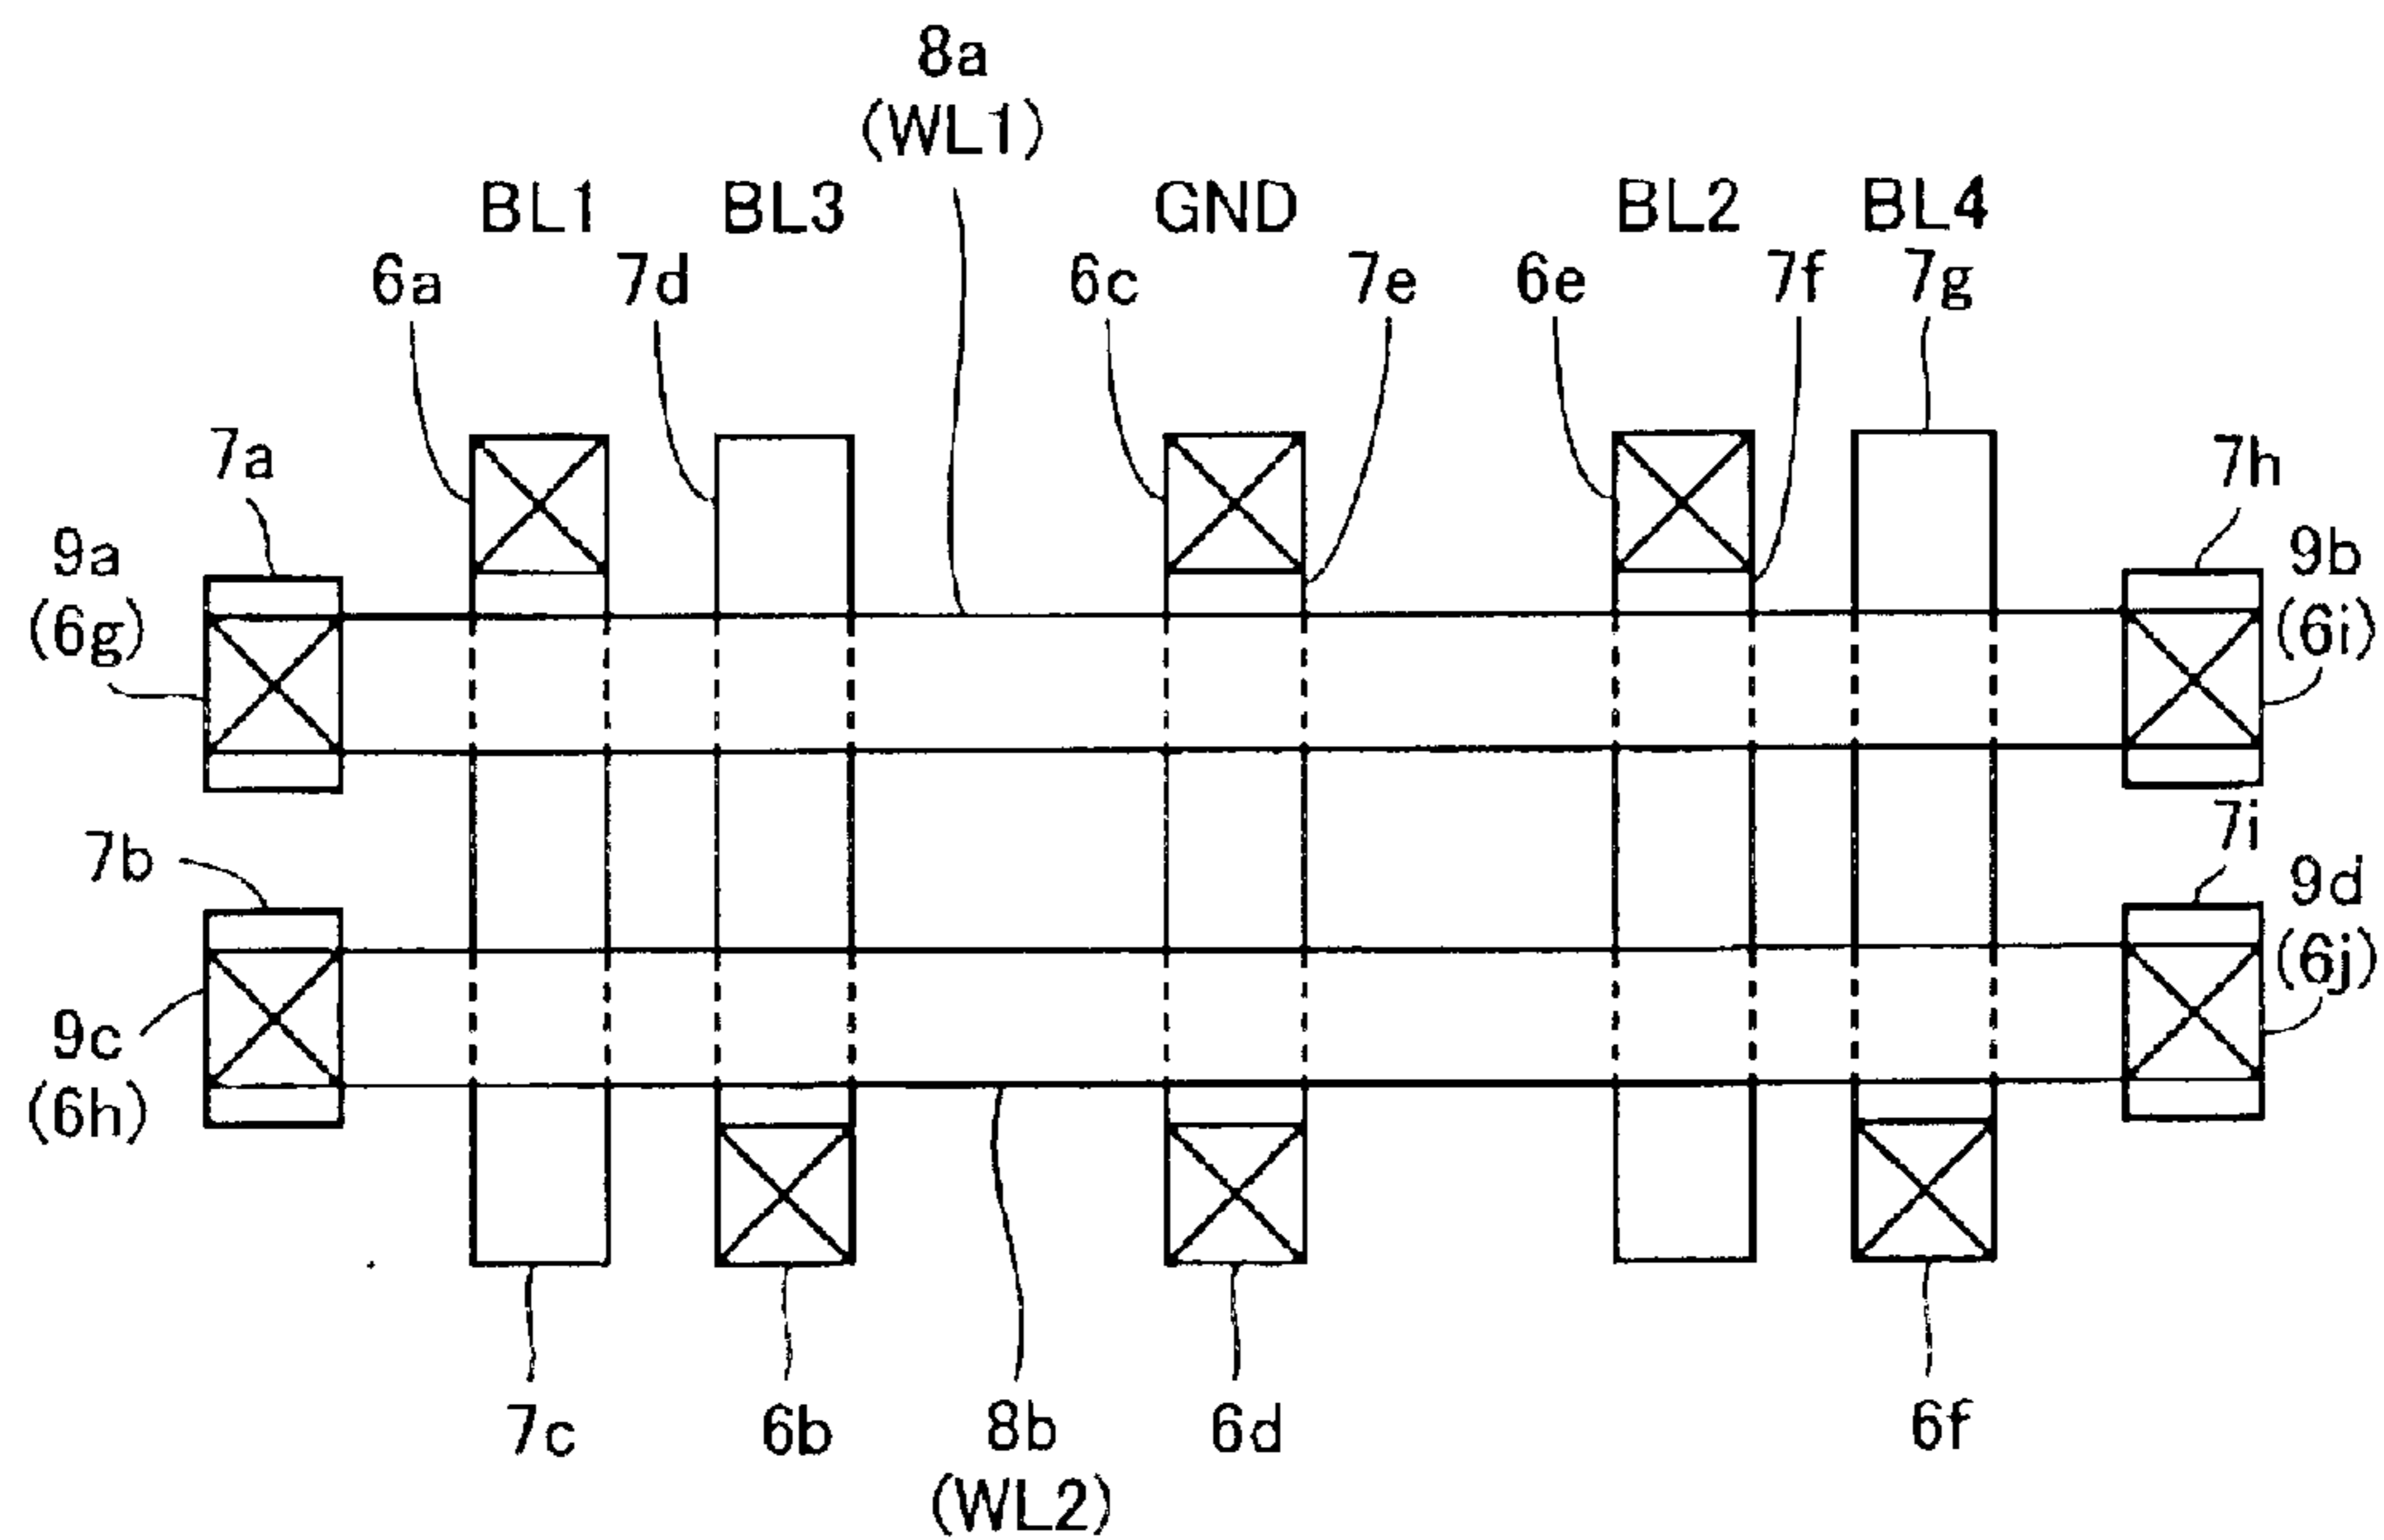 8a
(WL1)
BL1
BL3
GND
BL2
BL4
6a
7d
6c
7e
6e
7f
7g
7a
7h
9a
(6g)
9b
(6i)
7b
7i
9c
(6h)
9d
(6j)
7c
6b
8b
(WL2)
6d
6f